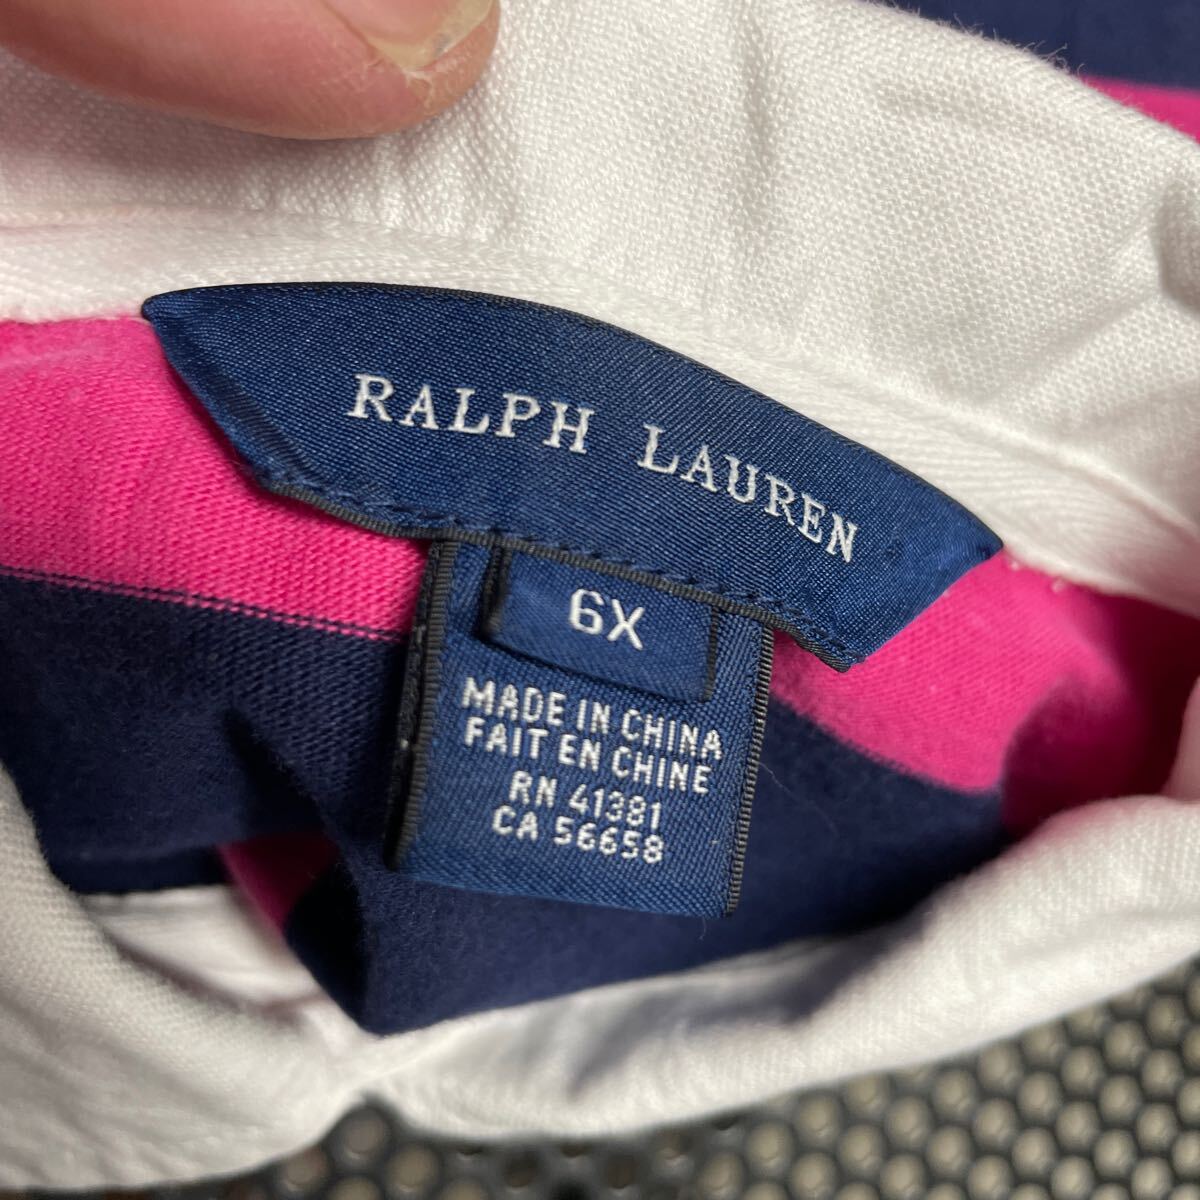 RALPH LAUREN
6X
MADE IN CHINA
FAIT EN CHINE
RN 41381
CA 56658